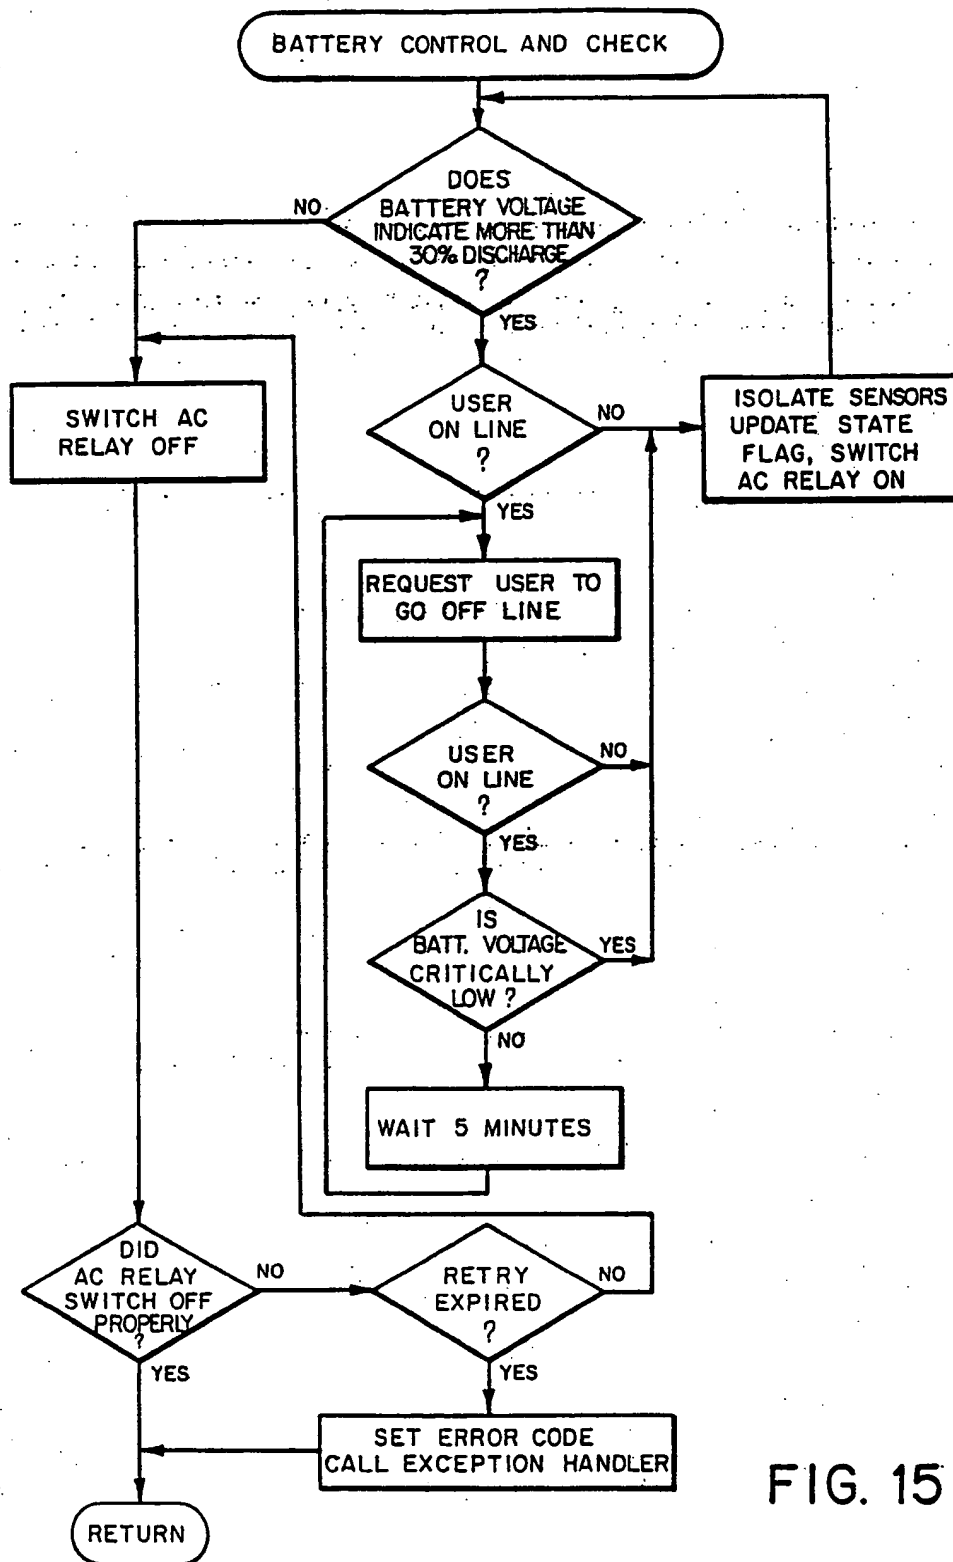 BATTERY CONTROL AND CHECK
DOES
BATTERY VOLTAGE
INDICATE MORE THAN
30% DISCHARGE
?
NO
YES
SWITCH AC
RELAY OFF
USER
ON LINE
?
NO
YES
ISOLATE SENSORS
UPDATE STATE
FLAG, SWITCH
AC RELAY ON
REQUEST USER TO
GO OFF LINE
USER
ON LINE
?
NO
YES
IS
BATT. VOLTAGE
CRITICALLY
LOW ?
YES
NO
WAIT 5 MINUTES
DID
AC RELAY
SWITCH OFF
PROPERLY
?
NO
YES
RETRY
EXPIRED
?
NO
YES
SET ERROR CODE
CALL EXCEPTION HANDLER
RETURN
FIG. 15